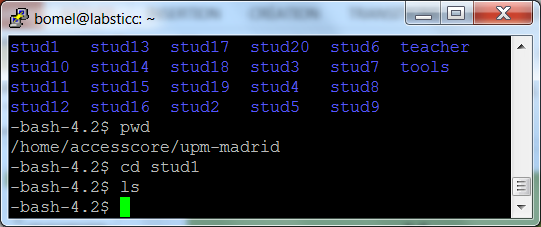 bomel@labsticc: ~
stud1 stud13 stud17 stud20 stud6 teacher
stud10 stud14 stud18 stud3 stud7 tools
stud11 stud15 stud19 stud4 stud8
stud12 stud16 stud2 stud5 stud9
-bash-4.2$ pwd
/home/accesscore/upm-madrid
-bash-4.2$ cd stud1
-bash-4.2$ ls
-bash-4.2$